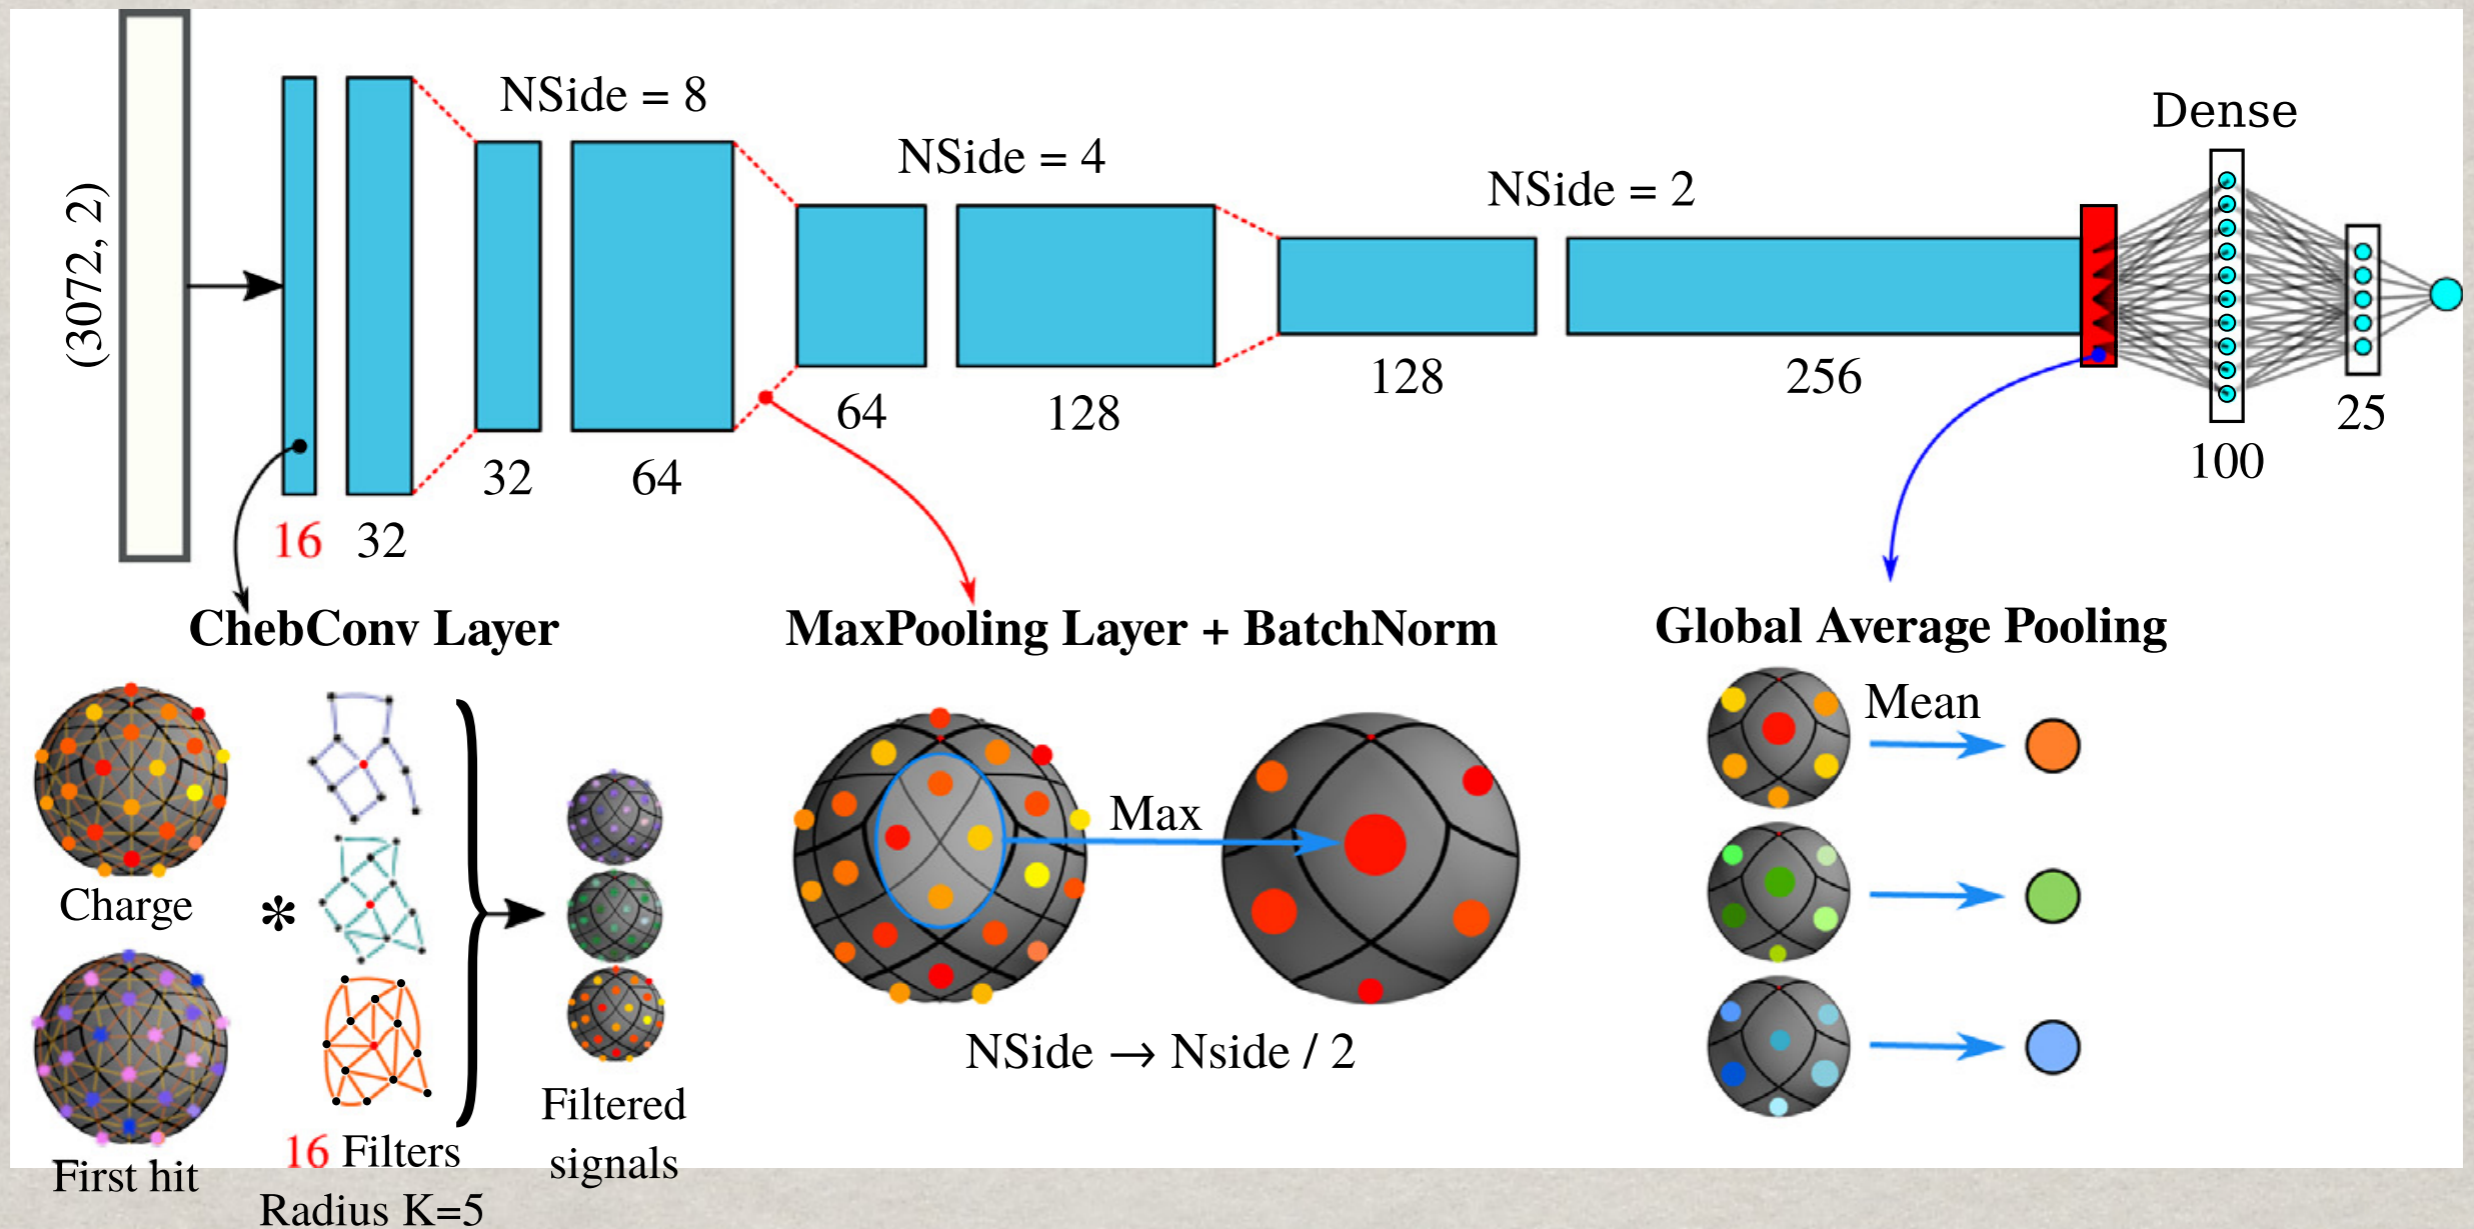 (3072, 2)
NSide = 8
NSide = 4
NSide = 2
Dense
16
32
32
64
64
128
128
256
100
25
ChebConv Layer
Charge
*
First hit
16 Filters
Radius K=5
Filtered
signals
MaxPooling Layer + BatchNorm
Max
NSide → Nside / 2
Global Average Pooling
Mean